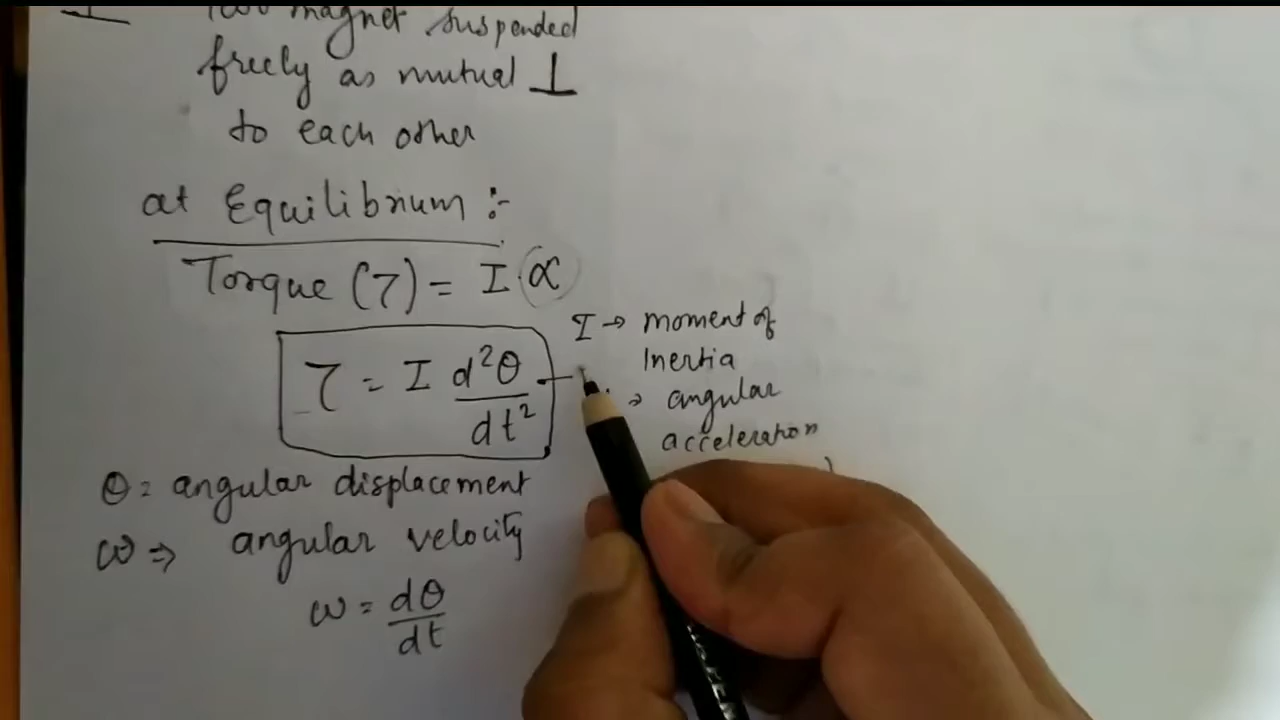 magnet suspended
freely as mutual ⊥
to each other
at Equilibrium :-
Torque (τ) = I·α
τ = I d²θ/dt²
I → moment of
Inertia
→ angular
acceleration
θ = angular displacement
ω ⇒ angular velocity
ω = dθ/dt